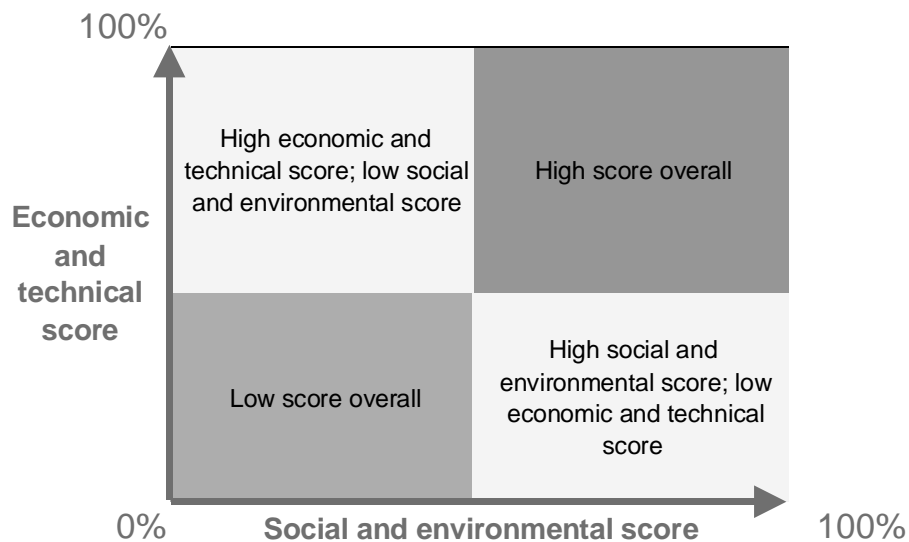 100%
High economic and
technical score; low social
and environmental score
High score overall
Economic
and
technical
score
Low score overall
High social and
environmental score; low
economic and technical
score
0%
Social and environmental score
100%